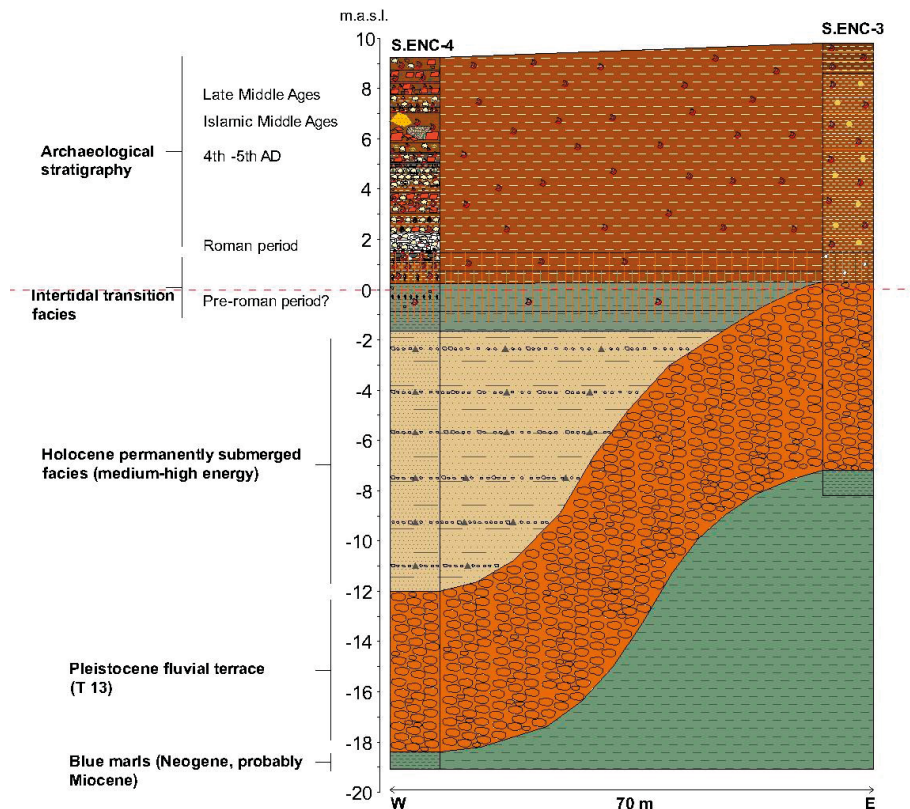 m.a.s.l.
S.ENC-4
S.ENC-3
10
8
6
4
2
0
-2
-4
-6
-8
-10
-12
-14
-16
-18
-20
Late Middle Ages
Islamic Middle Ages
Archaeological
stratigraphy
4th -5th AD
Roman period
Intertidal transition
facies
Pre-roman period?
Holocene permanently submerged
facies (medium-high energy)
Pleistocene fluvial terrace
(T 13)
Blue marls (Neogene, probably
Miocene)
W
70 m
E